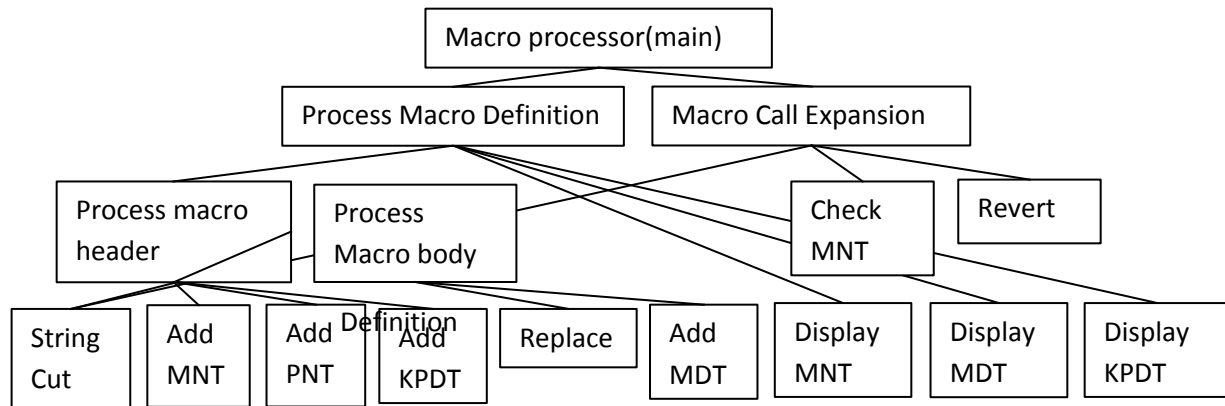 Macro processor(main)
Process Macro Definition
Macro Call Expansion
Process macro
header
Process
Macro body
Definition
Check
MNT
Revert
String
Cut
Add
MNT
Add
PNT
Add
KPDT
Replace
Add
MDT
Display
MNT
Display
MDT
Display
KPDT